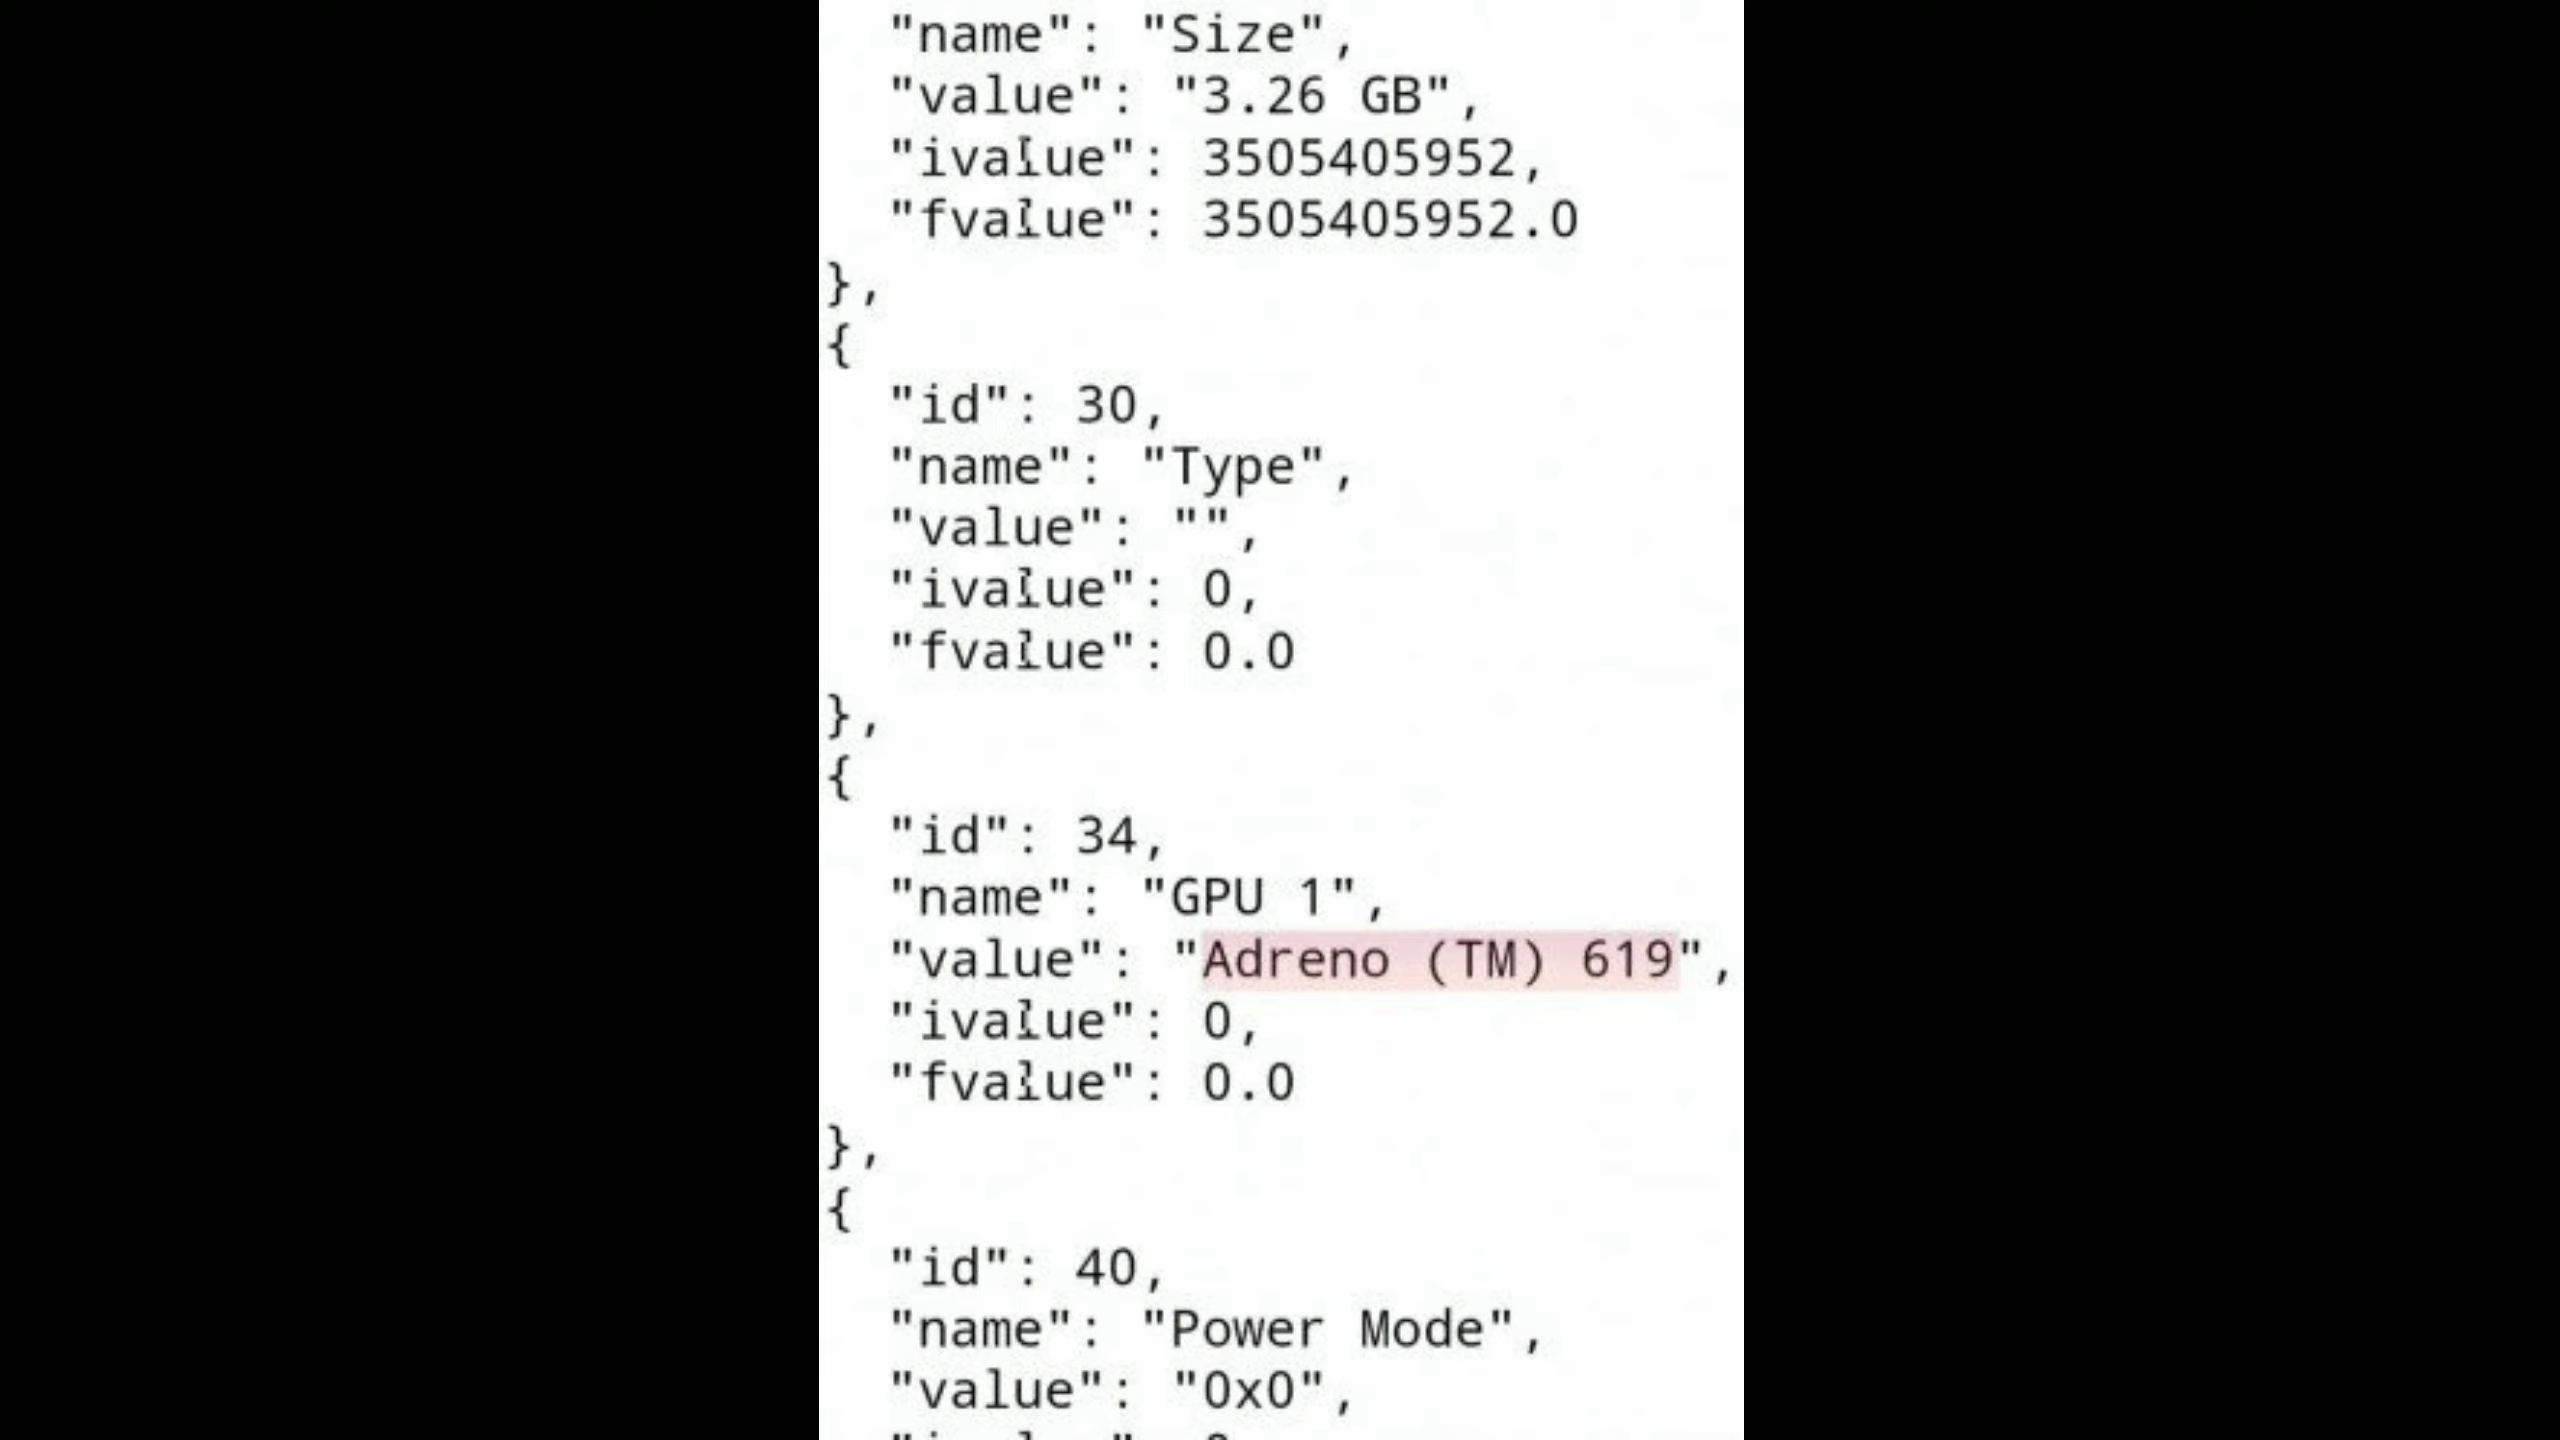 "name": "Size",
"value": "3.26 GB",
"ivalue": 3505405952,
"fvalue": 3505405952.0
},
{
"id": 30,
"name": "Type",
"value": "",
"ivalue": 0,
"fvalue": 0.0
},
{
"id": 34,
"name": "GPU 1",
"value": "Adreno (TM) 619",
"ivalue": 0,
"fvalue": 0.0
},
{
"id": 40,
"name": "Power Mode",
"value": "0x0",